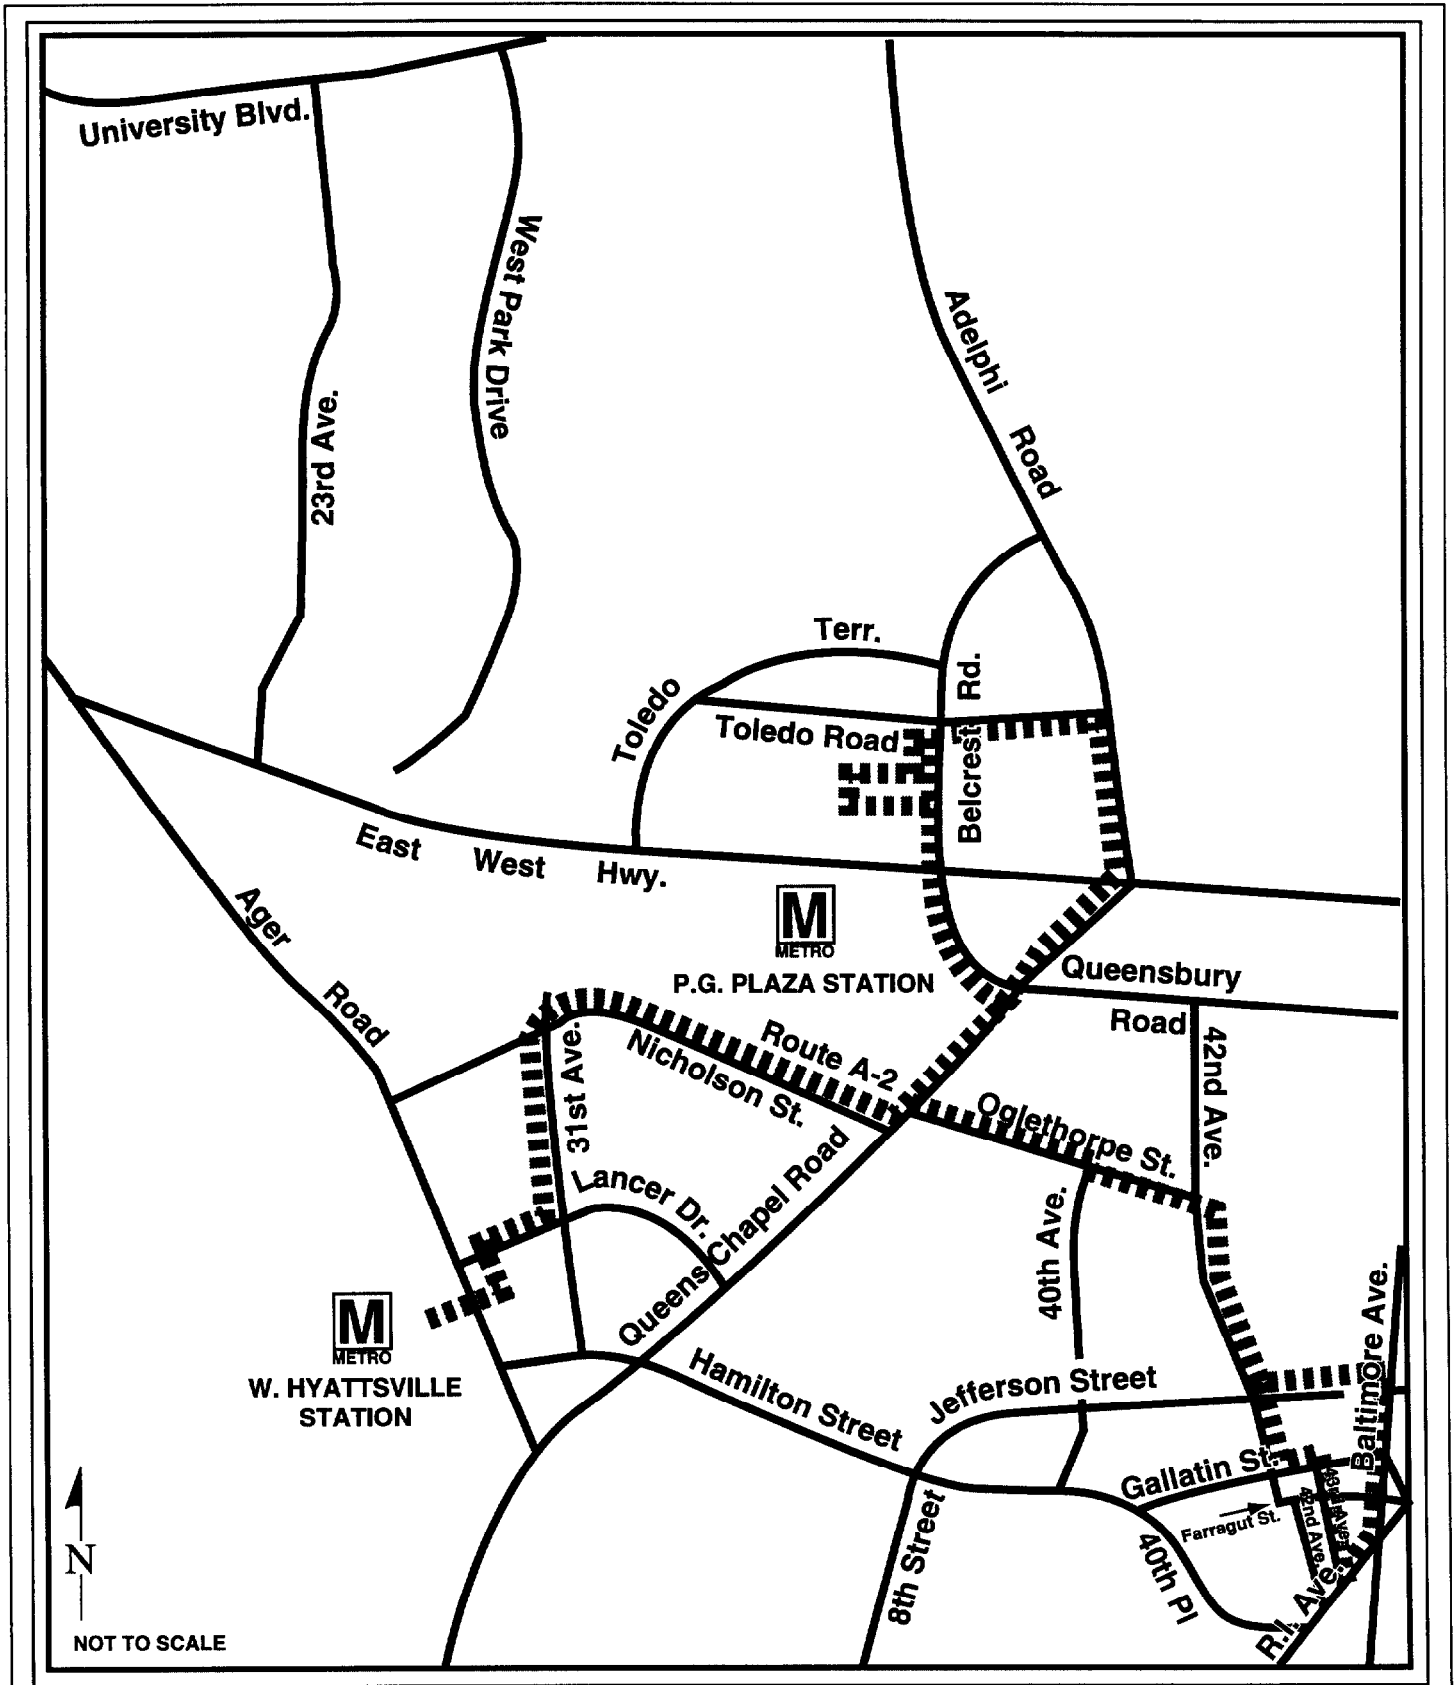 University Blvd.
West Park Drive
23rd Ave.
Adelphi
Road
Terr.
Toledo
Rd.
Toledo Road
Belcrest
East West Hwy.
Ager
Road
M
METRO
P.G. PLAZA STATION
Queensbury
Road
42nd Ave.
Route A-2
Nicholson St.
31st Ave.
Oglethorpe St.
Lancer Dr.
Queens Chapel Road
40th Ave.
M
METRO
W. HYATTSVILLE
STATION
Hamilton Street
Jefferson Street
Baltimore Ave.
Gallatin St.
Farragut St.
42nd Ave.
43rd Ave.
8th Street
40th Pl
R.I. Ave.
N
NOT TO SCALE